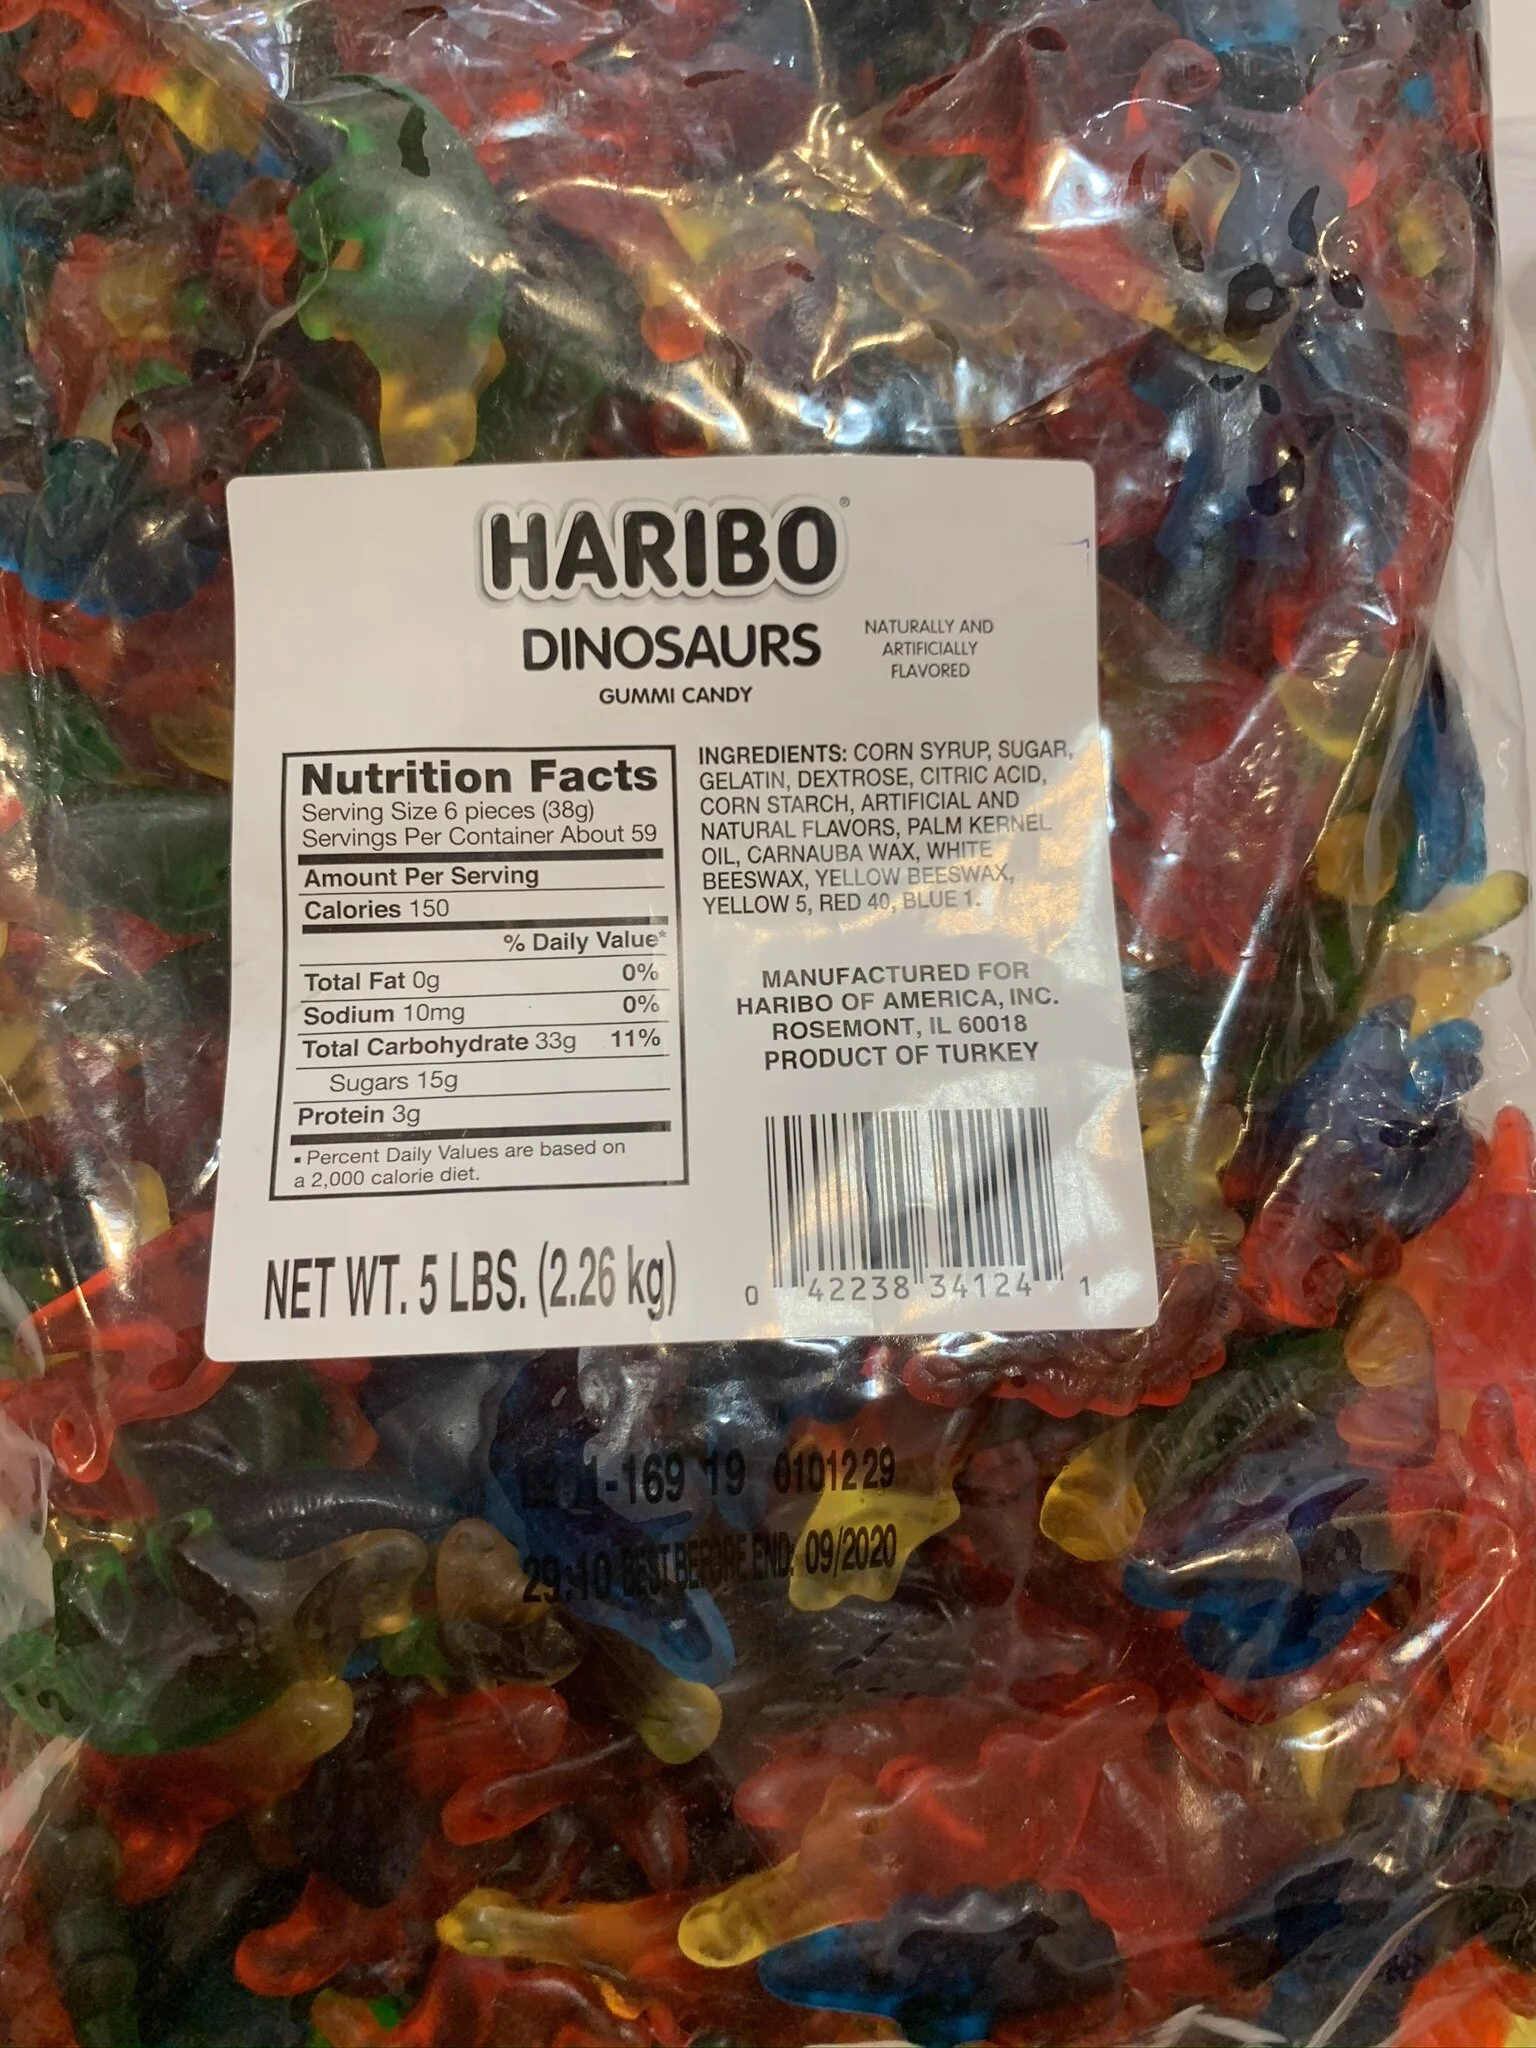 HARIBO®
DINOSAURS
GUMMI CANDY
NATURALLY AND
ARTIFICIALLY
FLAVORED
Nutrition Facts
Serving Size 6 pieces (38g)
Servings Per Container About 59
Amount Per Serving
Calories 150
% Daily Value*
Total Fat 0g 0%
Sodium 10mg 0%
Total Carbohydrate 33g 11%
Sugars 15g
Protein 3g
▪ Percent Daily Values are based on
a 2,000 calorie diet.
INGREDIENTS: CORN SYRUP, SUGAR,
GELATIN, DEXTROSE, CITRIC ACID,
CORN STARCH, ARTIFICIAL AND
NATURAL FLAVORS, PALM KERNEL
OIL, CARNAUBA WAX, WHITE
BEESWAX, YELLOW BEESWAX,
YELLOW 5, RED 40, BLUE 1.
MANUFACTURED FOR
HARIBO OF AMERICA, INC.
ROSEMONT, IL 60018
PRODUCT OF TURKEY
NET WT. 5 LBS. (2.26 kg)
0 42238 34124 1
19 0101229
29:10 BEST BEFORE END: 09/2020